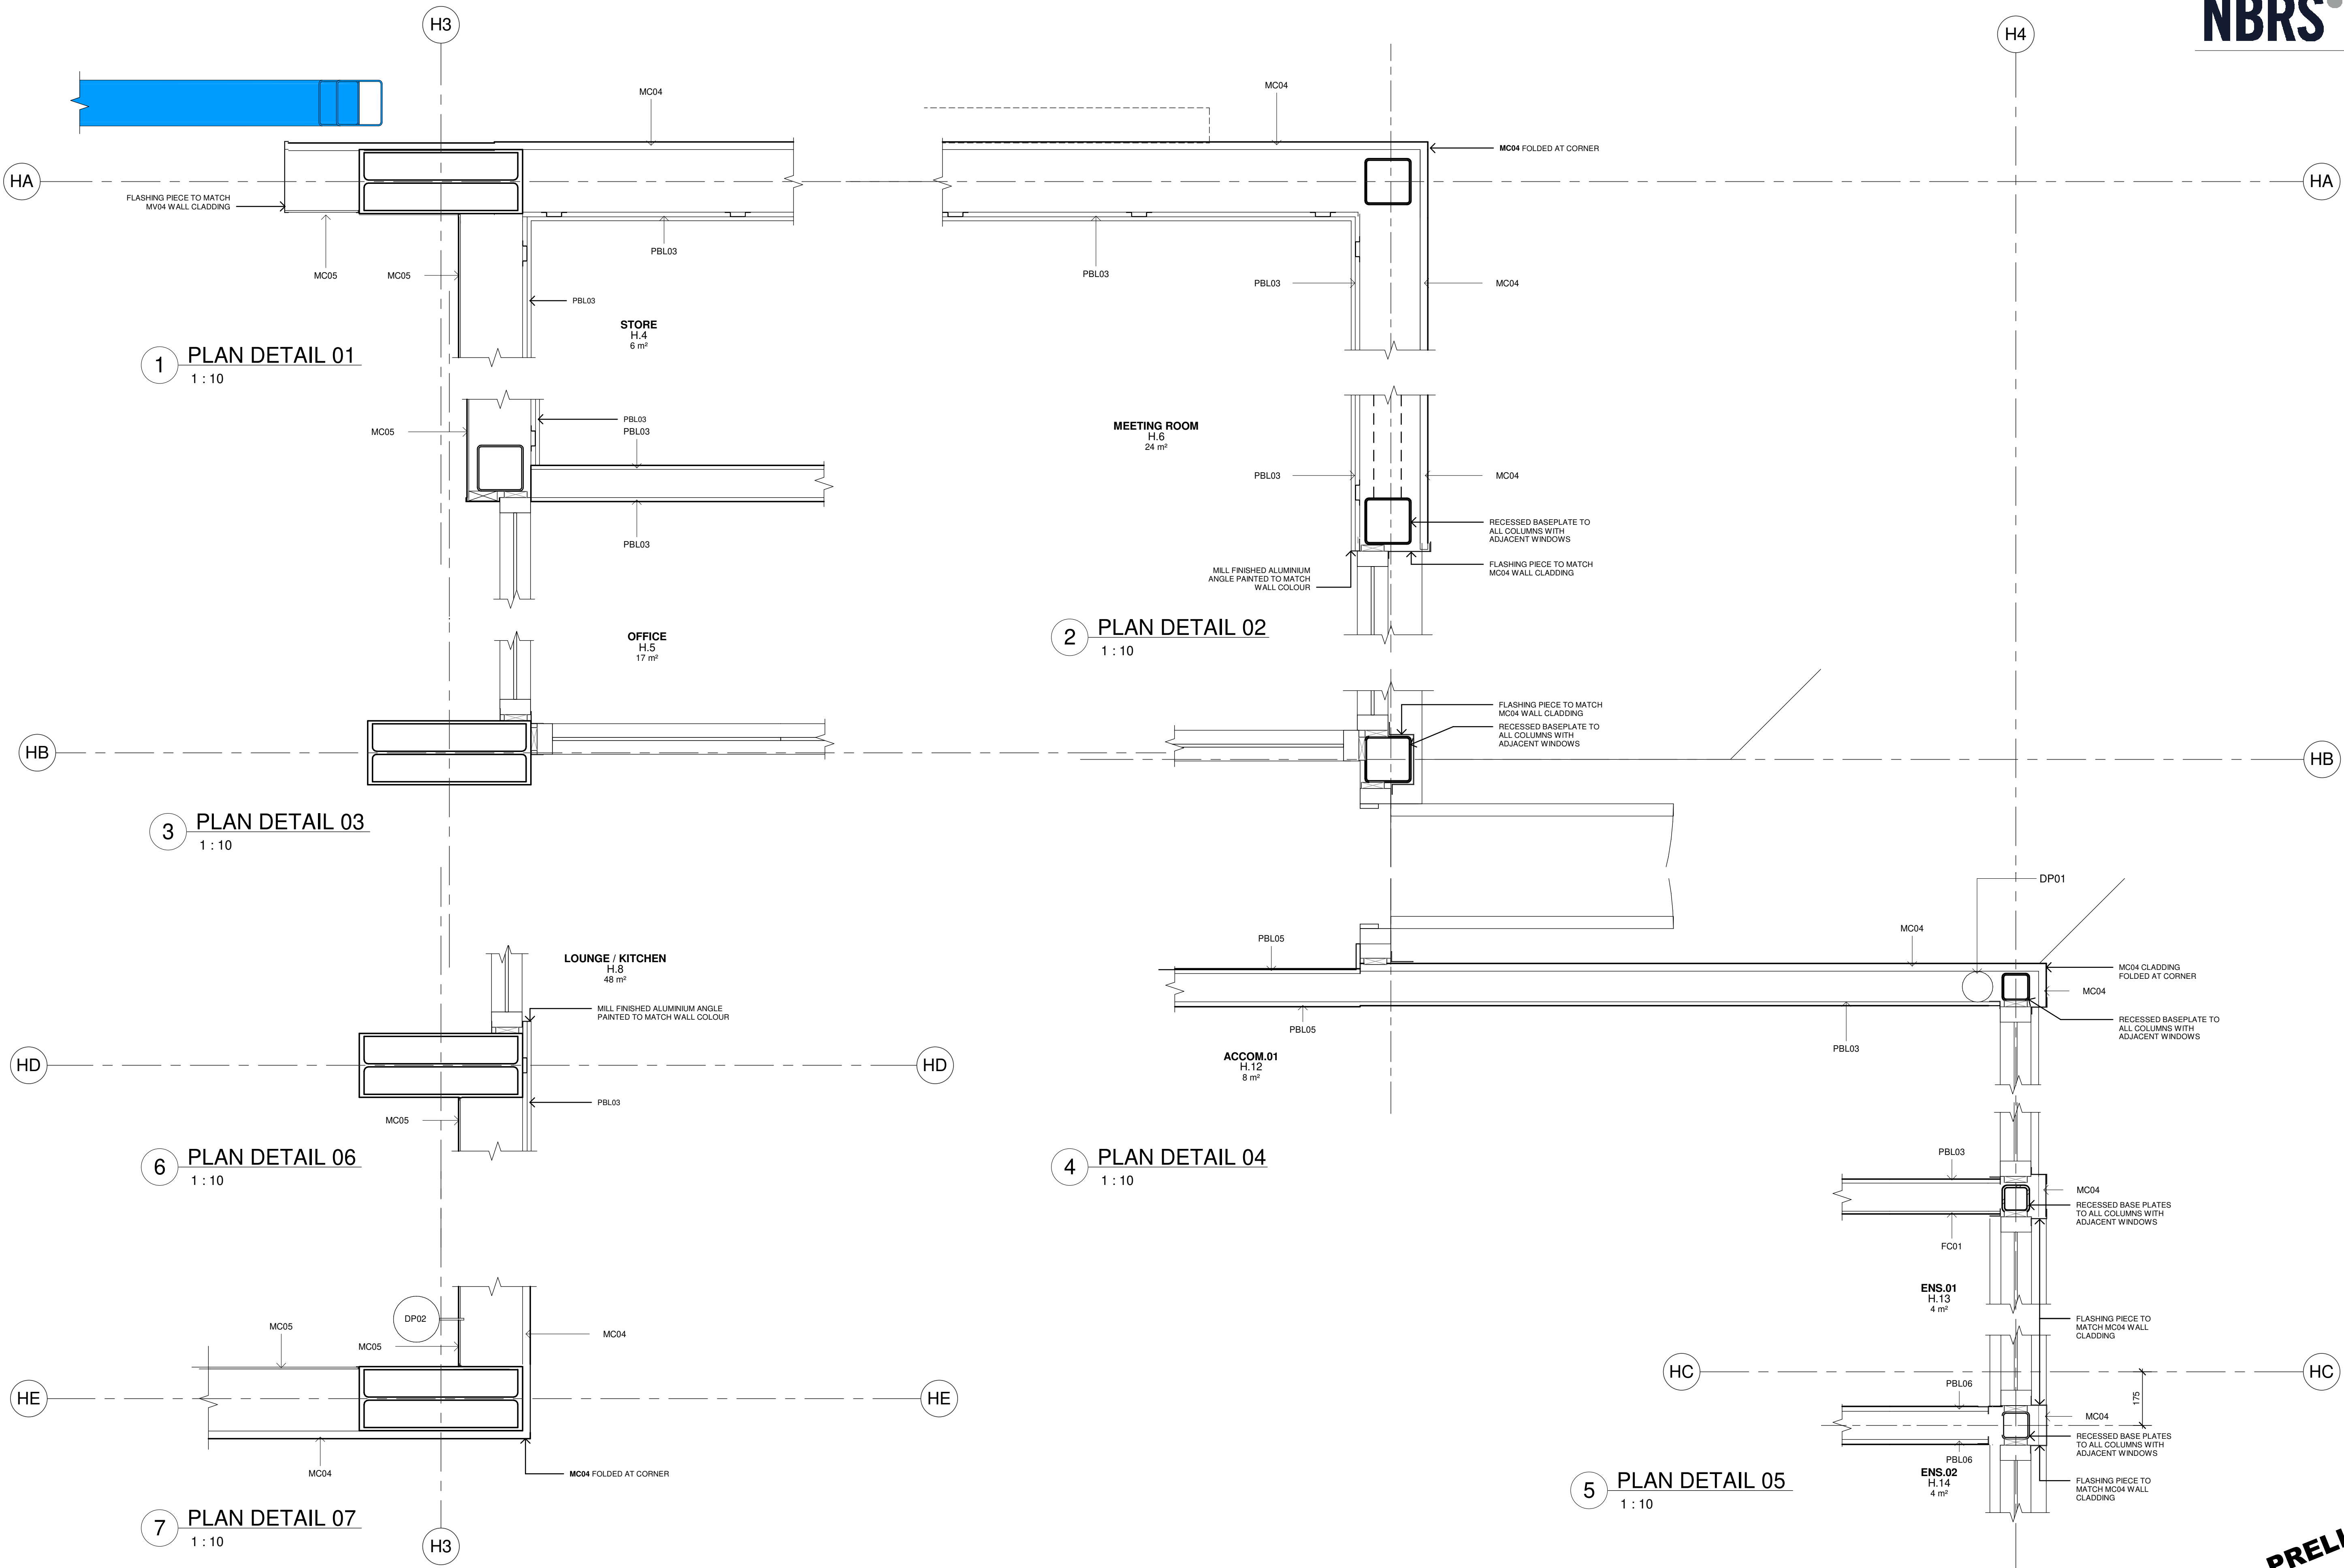 NBRS
H3
H4
MC04
MC04
MC04 FOLDED AT CORNER
HA
HA
FLASHING PIECE TO MATCH
MV04 WALL CLADDING
MC05
MC05
PBL03
PBL03
PBL03
PBL03
MC04
STORE
H.4
6 m²
1
PLAN DETAIL 01
1 : 10
MC05
PBL03
PBL03
PBL03
MEETING ROOM
H.6
24 m²
PBL03
MC04
RECESSED BASEPLATE TO
ALL COLUMNS WITH
ADJACENT WINDOWS
MILL FINISHED ALUMINIUM
ANGLE PAINTED TO MATCH
WALL COLOUR
FLASHING PIECE TO MATCH
MC04 WALL CLADDING
2
PLAN DETAIL 02
1 : 10
OFFICE
H.5
17 m²
FLASHING PIECE TO MATCH
MC04 WALL CLADDING
RECESSED BASEPLATE TO
ALL COLUMNS WITH
ADJACENT WINDOWS
HB
HB
3
PLAN DETAIL 03
1 : 10
DP01
LOUNGE / KITCHEN
H.8
48 m²
MILL FINISHED ALUMINIUM ANGLE
PAINTED TO MATCH WALL COLOUR
PBL05
MC04
MC04 CLADDING
FOLDED AT CORNER
MC04
PBL05
PBL03
RECESSED BASEPLATE TO
ALL COLUMNS WITH
ADJACENT WINDOWS
ACCOM.01
H.12
8 m²
HD
HD
PBL03
MC05
6
PLAN DETAIL 06
1 : 10
4
PLAN DETAIL 04
1 : 10
PBL03
MC04
RECESSED BASE PLATES
TO ALL COLUMNS WITH
ADJACENT WINDOWS
FC01
ENS.01
H.13
4 m²
FLASHING PIECE TO
MATCH MC04 WALL
CLADDING
DP02
MC05
MC05
MC04
HE
HE
MC04
MC04 FOLDED AT CORNER
HC
HC
175
PBL06
MC04
RECESSED BASE PLATES
TO ALL COLUMNS WITH
ADJACENT WINDOWS
PBL06
ENS.02
H.14
4 m²
FLASHING PIECE TO
MATCH MC04 WALL
CLADDING
5
PLAN DETAIL 05
1 : 10
7
PLAN DETAIL 07
1 : 10
H3